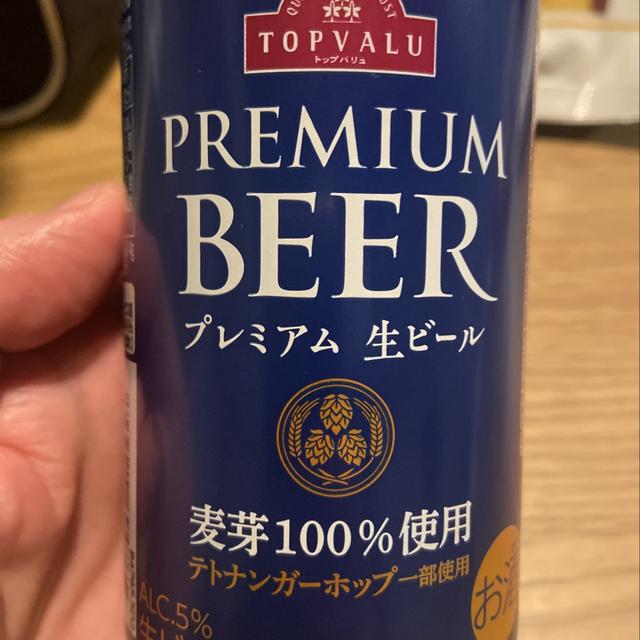 TOPVALU
トップバリュ
PREMIUM
BEER
プレミアム 生ビール
麦芽100%使用
テトナンガーホップ一部使用
ALC.5%
お酒